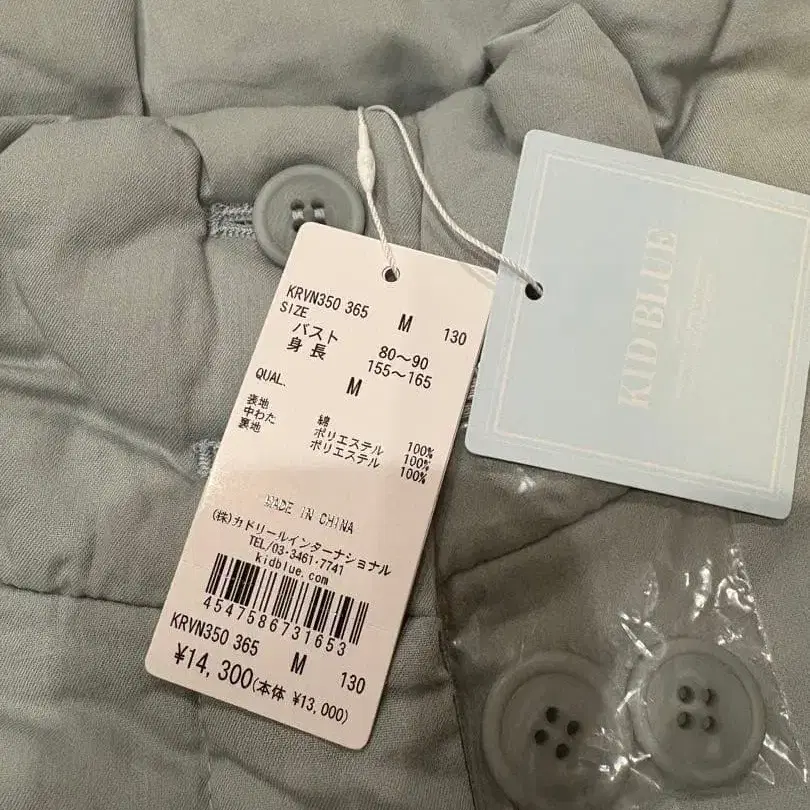 KRVN350 365 M 130
SIZE
バスト 80～90
身長 155～165
QUAL. M
表地 綿 100%
中わた ポリエステル 100%
裏地 ポリエステル 100%
MADE IN CHINA
(株)カドリールインターナショナル
TEL/03-3461-7741
kidblue.com
4547586731653
KRVN350 365 M 130
¥14,300(本体 ¥13,000)
KID BLUE